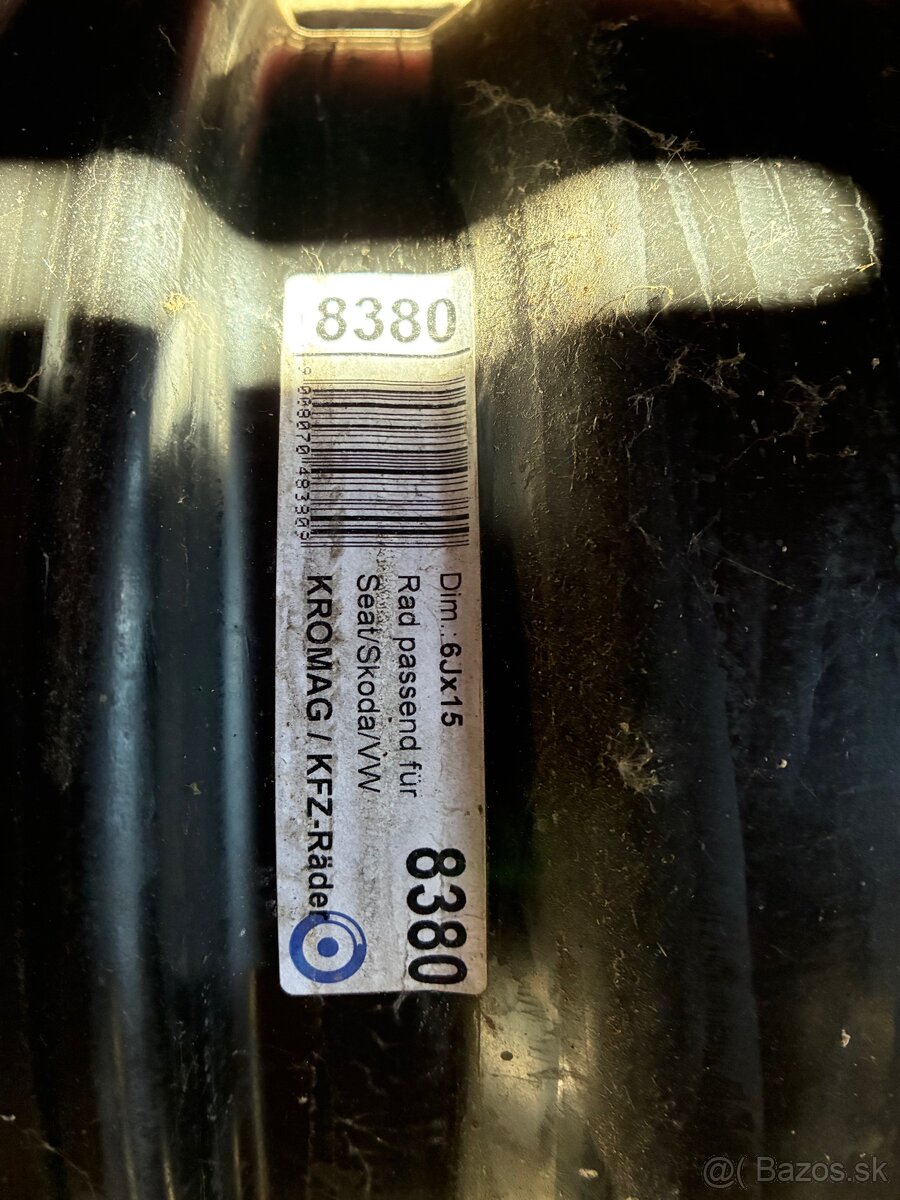 8380
Dim.: 6Jx15
Rad passend für
Seat/Skoda/VW
KROMAG / KFZ-Räder
8380
@( Bazos.sk